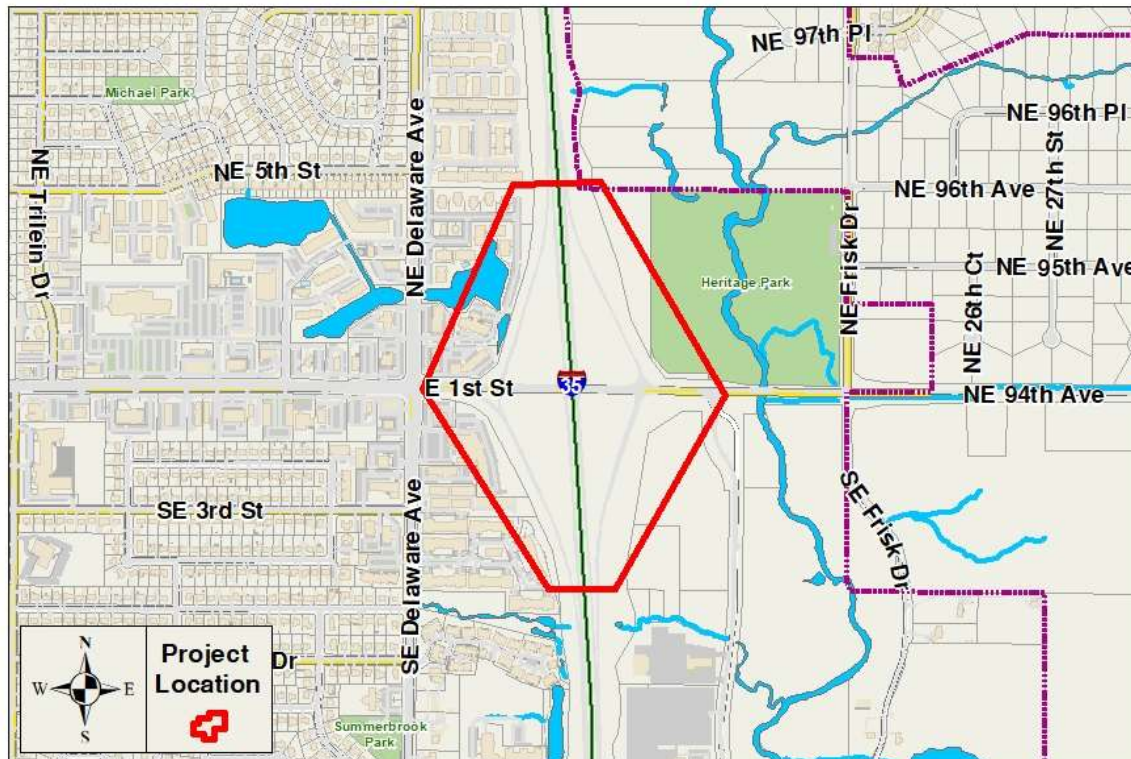 NE 97th Pl
Michael Park
NE 96th Pl
NE Delaware Ave
NE Trilein Dr
NE 5th St
NE 96th Ave
NE 27th St
NE Frisk Dr
NE 95th Ave
NE 26th Ct
Heritage Park
E 1st St
35
NE 94th Ave
SE 3rd St
SE Delaware Ave
SE Frisk Dr
N
W
E
S
Project
Location
Dr
Summerbrook
Park